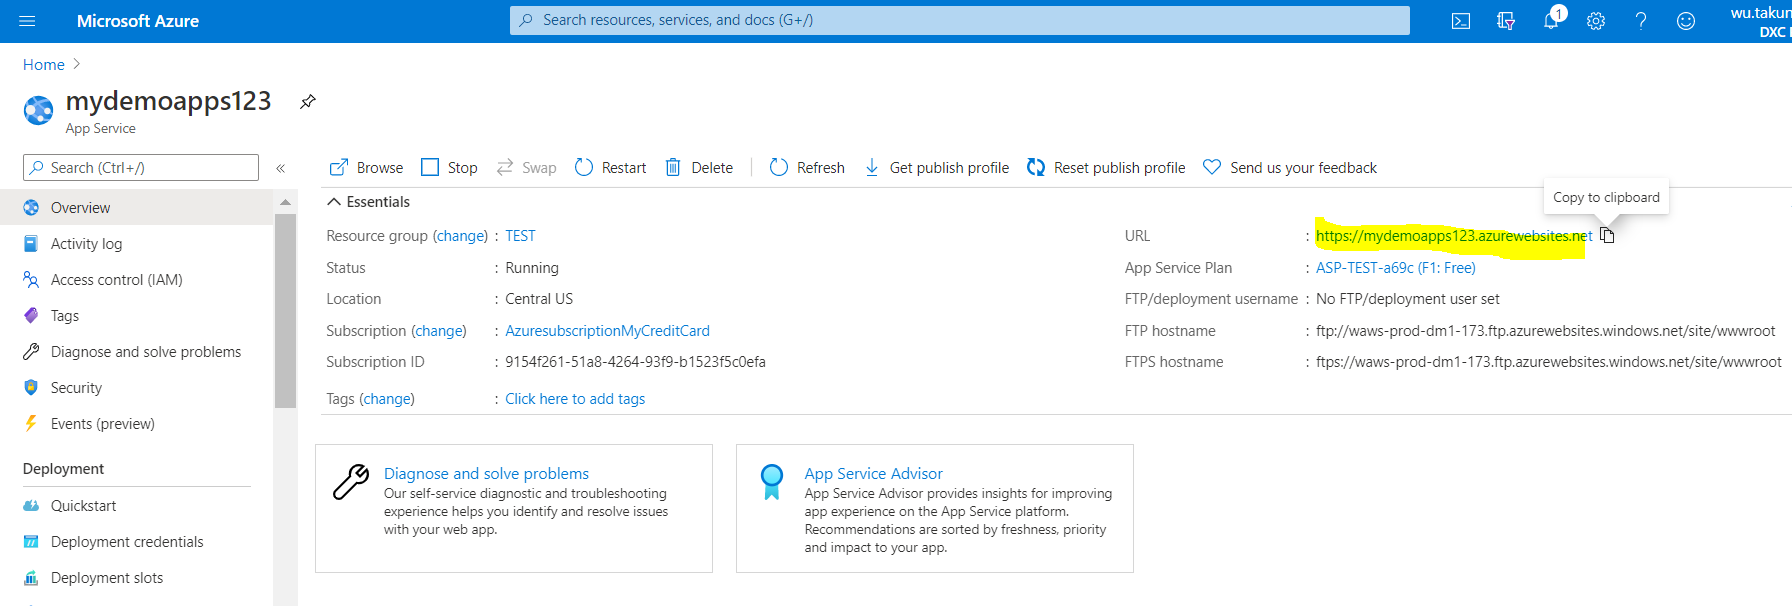 Microsoft Azure
Search resources, services, and docs (G+/)
1
wu.takun
DXC
Home
mydemoapps123
App Service
Search (Ctrl+/)
«
Browse Stop Swap Restart Delete Refresh Get publish profile Reset publish profile Send us your feedback
Copy to clipboard
Overview
Activity log
Access control (IAM)
Tags
Diagnose and solve problems
Security
Events (preview)
Deployment
Quickstart
Deployment credentials
Deployment slots
Essentials
Resource group (change) : TEST
Status : Running
Location : Central US
Subscription (change) : AzuresubscriptionMyCreditCard
Subscription ID : 9154f261-51a8-4264-93f9-b1523f5c0efa
Tags (change) : Click here to add tags
URL : https://mydemoapps123.azurewebsites.net
App Service Plan : ASP-TEST-a69c (F1: Free)
FTP/deployment username : No FTP/deployment user set
FTP hostname : ftp://waws-prod-dm1-173.ftp.azurewebsites.windows.net/site/wwwroot
FTPS hostname : ftps://waws-prod-dm1-173.ftp.azurewebsites.windows.net/site/wwwroot
Diagnose and solve problems
Our self-service diagnostic and troubleshooting
experience helps you identify and resolve issues
with your web app.
App Service Advisor
App Service Advisor provides insights for improving
app experience on the App Service platform.
Recommendations are sorted by freshness, priority
and impact to your app.